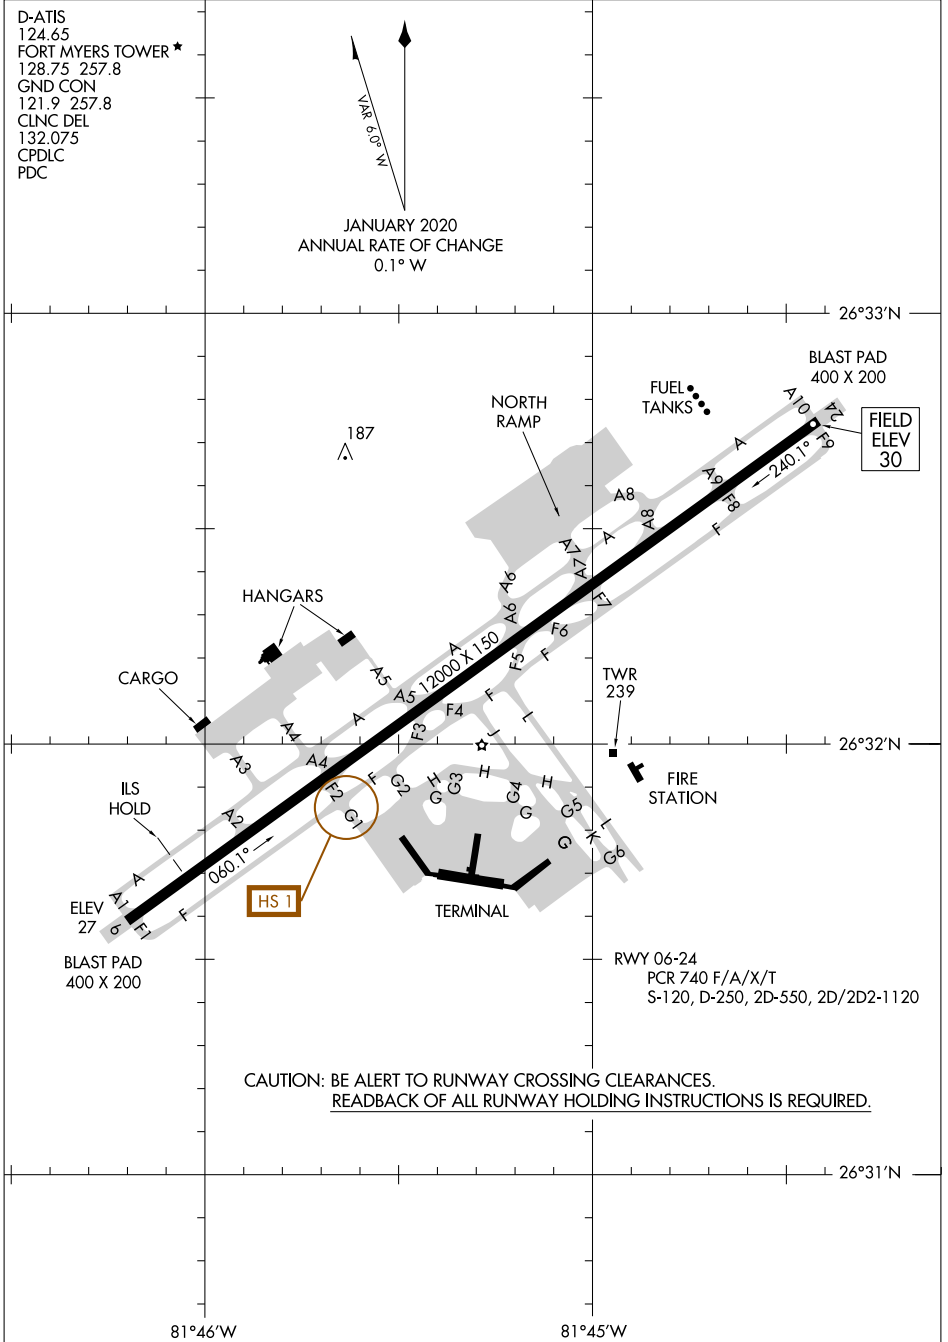 D-ATIS
124.65
FORT MYERS TOWER★
128.75 257.8
GND CON
121.9 257.8
CLNC DEL
132.075
CPDLC
PDC
VAR 6.0° W
JANUARY 2020
ANNUAL RATE OF CHANGE
0.1° W
26°33'N
BLAST PAD
400 X 200
FUEL
TANKS
A10
24
NORTH
RAMP
FIELD
ELEV
30
187
A
F9
240.1°
A9
A8
F8
A8
F
A
A7
A7
A6
A6
F7
HANGARS
F6
A
12000 X 150
F5
F
A5
TWR
239
CARGO
A5
F
F4
L
A
A4
F3
J
26°32'N
A3
A4
F
G2
H
G3
H
G4
H
FIRE
STATION
ILS
HOLD
F2
G
G1
G
G5
L
A2
K
G
G6
060.1°
A
A1
HS 1
ELEV
27
F
6
F1
TERMINAL
BLAST PAD
400 X 200
RWY 06-24
PCR 740 F/A/X/T
S-120, D-250, 2D-550, 2D/2D2-1120
CAUTION: BE ALERT TO RUNWAY CROSSING CLEARANCES.
READBACK OF ALL RUNWAY HOLDING INSTRUCTIONS IS REQUIRED.
26°31'N
81°46'W
81°45'W